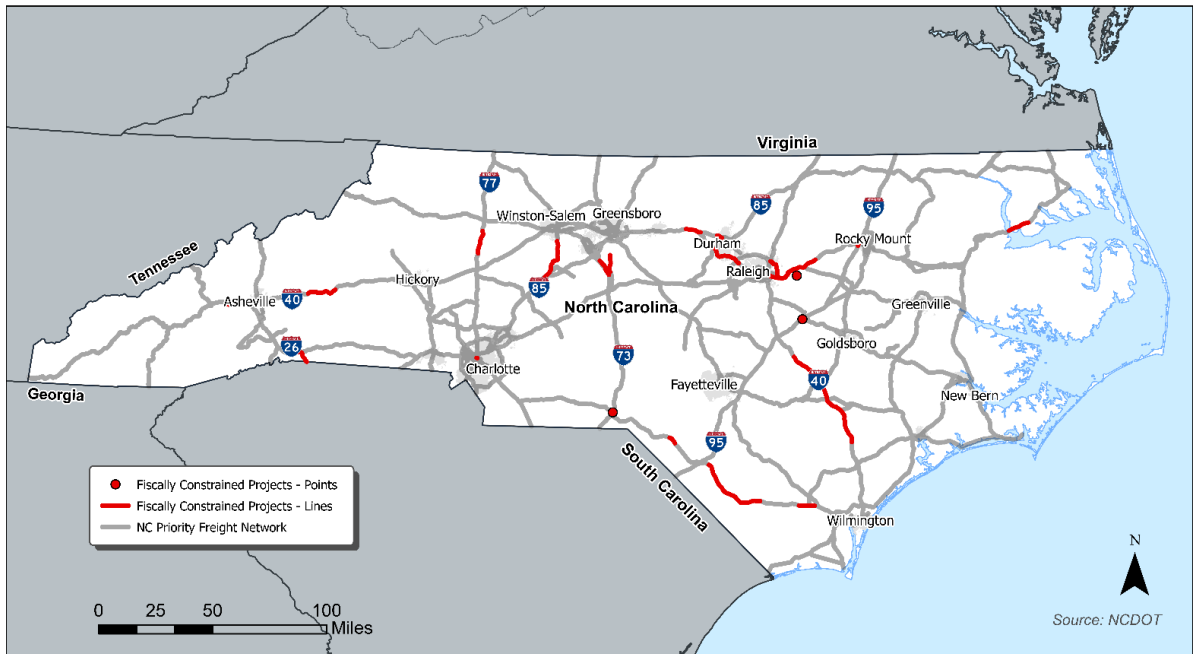 Virginia
77
Winston-Salem
Greensboro
85
95
Durham
Rocky Mount
Tennessee
Raleigh
Hickory
85
Asheville
40
North Carolina
Greenville
26
Goldsboro
Charlotte
73
Fayetteville
40
New Bern
Georgia
95
South Carolina
Wilmington
Fiscally Constrained Projects - Points
Fiscally Constrained Projects - Lines
NC Priority Freight Network
N
0 25 50 100
Miles
Source: NCDOT